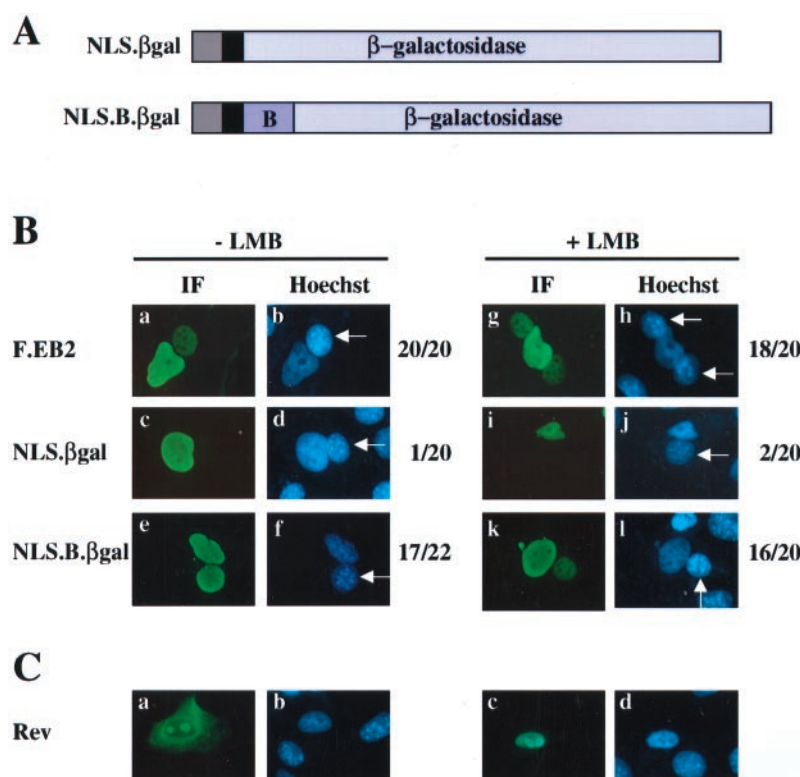 A
NLS.βgal
β–galactosidase
NLS.B.βgal
B
β–galactosidase
B
- LMB
+ LMB
IF
Hoechst
IF
Hoechst
F.EB2
a
b
20/20
g
h
18/20
NLS.βgal
c
d
1/20
i
j
2/20
NLS.B.βgal
e
f
17/22
k
l
16/20
C
Rev
a
b
c
d